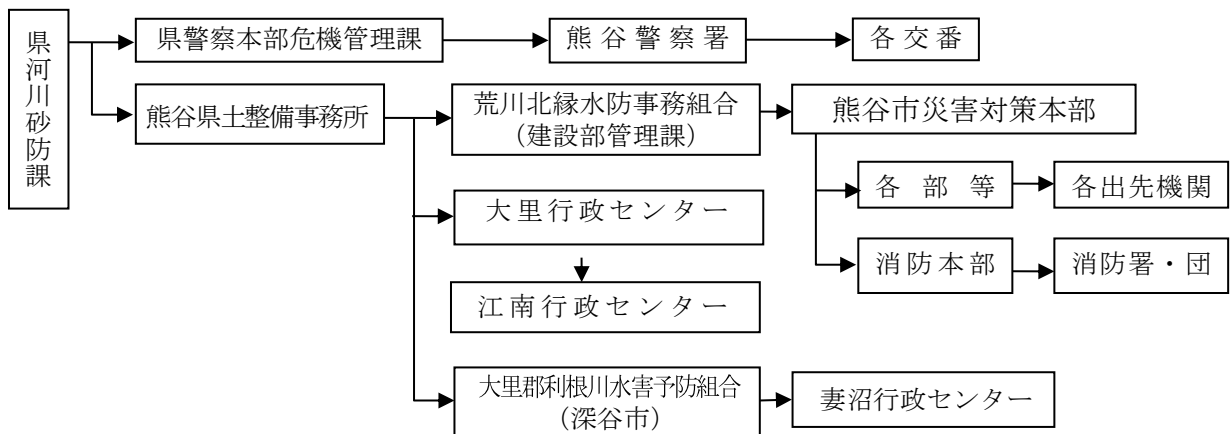 県河川砂防課
県警察本部危機管理課
熊谷警察署
各交番
熊谷県土整備事務所
荒川北縁水防事務組合
（建設部管理課）
熊谷市災害対策本部
各部等
各出先機関
大里行政センター
消防本部
消防署・団
江南行政センター
大里郡利根川水害予防組合
（深谷市）
妻沼行政センター